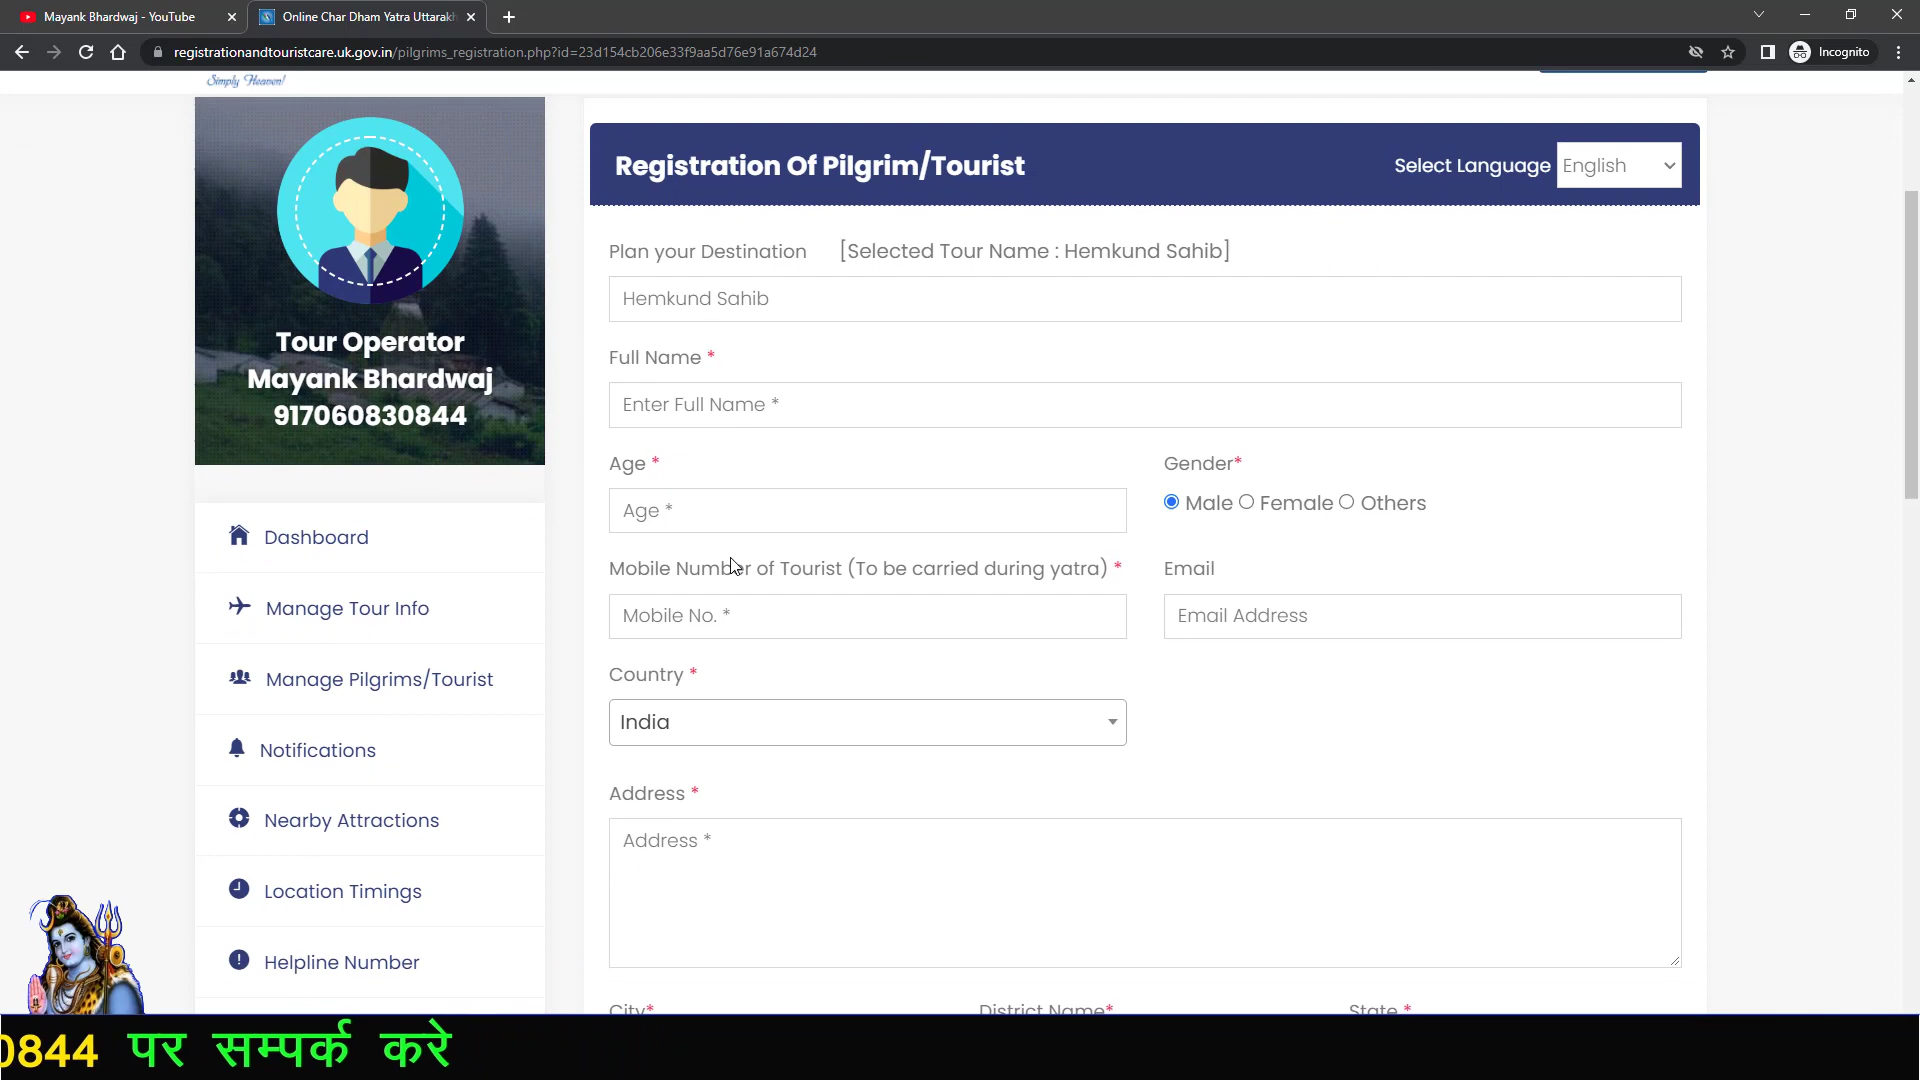 Mayank Bhardwaj - YouTube
Online Char Dham Yatra Uttarakh
registrationandtouristcare.uk.gov.in/pilgrims_registration.php?id=23d154cb206e33f9aa5d76e91a674d24
Incognito
Simply Heaven!
Tour Operator
Mayank Bhardwaj
917060830844
Dashboard
Manage Tour Info
Manage Pilgrims/Tourist
Notifications
Nearby Attractions
Location Timings
Helpline Number
Registration Of Pilgrim/Tourist
Select Language English
Plan your Destination [Selected Tour Name : Hemkund Sahib]
Hemkund Sahib
Full Name *
Enter Full Name *
Age * Gender*
Age * Male Female Others
Mobile Number of Tourist (To be carried during yatra) * Email
Mobile No. * Email Address
Country *
India
Address *
Address *
City* District Name* State *
0844 पर सम्पर्क करे